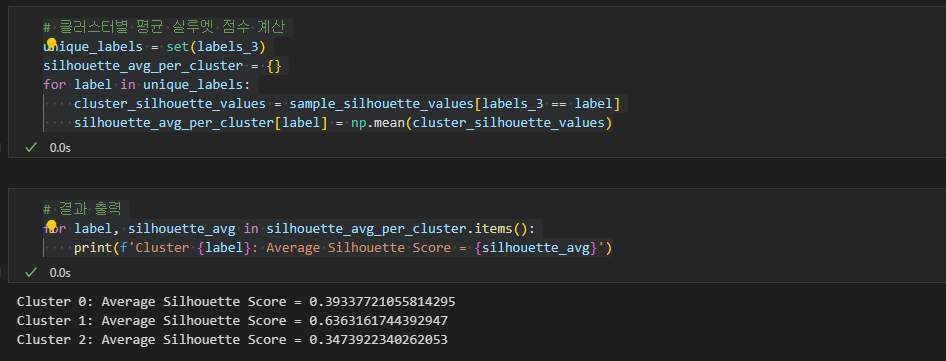 # 클러스터별 평균 실루엣 점수 계산
unique_labels = set(labels_3)
silhouette_avg_per_cluster = {}
for label in unique_labels:
    cluster_silhouette_values = sample_silhouette_values[labels_3 == label]
    silhouette_avg_per_cluster[label] = np.mean(cluster_silhouette_values)
0.0s
# 결과 출력
for label, silhouette_avg in silhouette_avg_per_cluster.items():
    print(f'Cluster {label}: Average Silhouette Score = {silhouette_avg}')
0.0s
Cluster 0: Average Silhouette Score = 0.39337721055814295
Cluster 1: Average Silhouette Score = 0.6363161744392947
Cluster 2: Average Silhouette Score = 0.3473922340262053